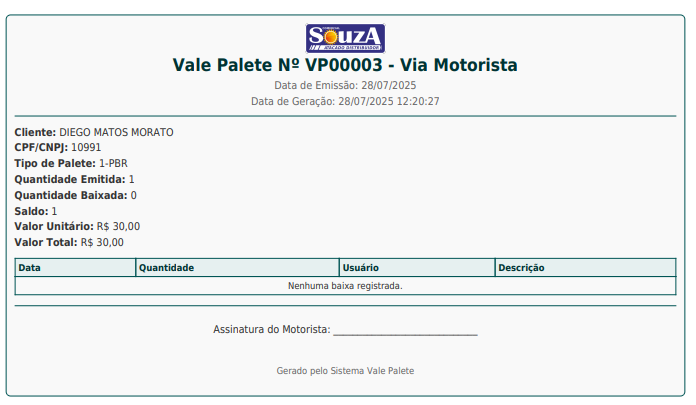 SouzA
ATACADO DISTRIBUIDOR
Vale Palete Nº VP00003 - Via Motorista
Data de Emissão: 28/07/2025
Data de Geração: 28/07/2025 12:20:27
Cliente: DIEGO MATOS MORATO
CPF/CNPJ: 10991
Tipo de Palete: 1-PBR
Quantidade Emitida: 1
Quantidade Baixada: 0
Saldo: 1
Valor Unitário: R$ 30,00
Valor Total: R$ 30,00
Data Quantidade Usuário Descrição
Nenhuma baixa registrada.
Assinatura do Motorista: ______________________________
Gerado pelo Sistema Vale Palete